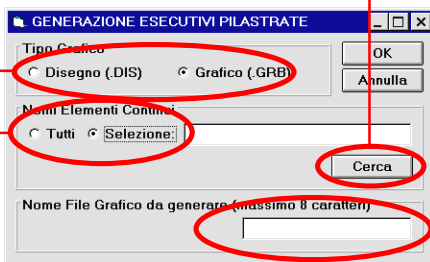 GENERAZIONE ESECUTIVI PILASTRATE
Tipo Grafico
Disegno (.DIS) Grafico (.GRB)
OK
Annulla
Nomi Elementi Continui
Tutti Selezione:
Cerca
Nome File Grafico da generare (massimo 8 caratteri)